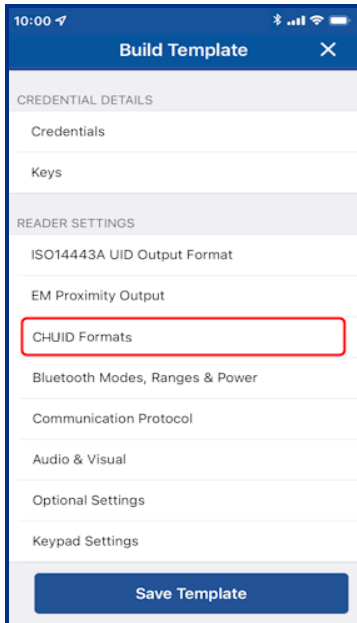 10:00
Build Template
CREDENTIAL DETAILS
Credentials
Keys
READER SETTINGS
ISO14443A UID Output Format
EM Proximity Output
CHUID Formats
Bluetooth Modes, Ranges & Power
Communication Protocol
Audio & Visual
Optional Settings
Keypad Settings
Save Template